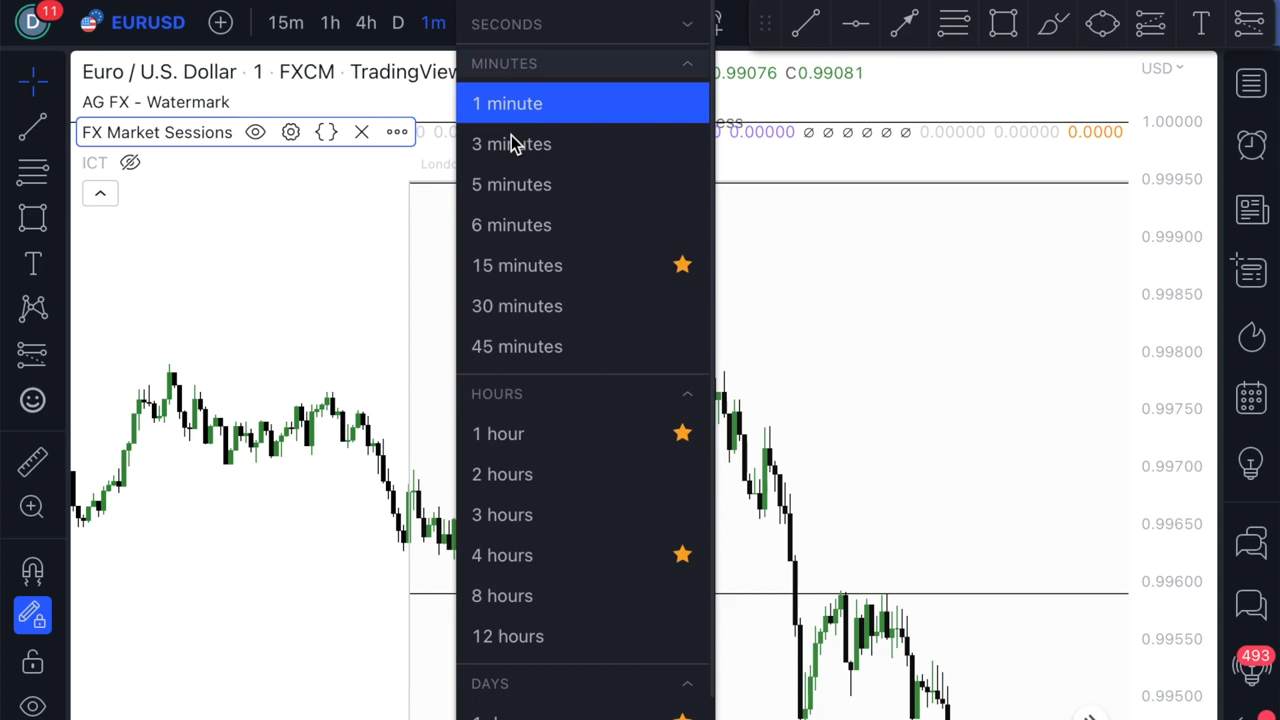 D 11 EURUSD 15m 1h 4h D 1m
SECONDS
MINUTES
1 minute
3 minutes
5 minutes
6 minutes
15 minutes
30 minutes
45 minutes
HOURS
1 hour
2 hours
3 hours
4 hours
8 hours
12 hours
DAYS
Euro / U.S. Dollar · 1 · FXCM · TradingView
0.99076 C0.99081
AG FX - Watermark
FX Market Sessions
0 0.0
0.00000 ∅ ∅ ∅ ∅ ∅ ∅ 0.00000 0.00000 0.0000
ICT
USD
1.00000
0.99950
0.99900
0.99850
0.99800
0.99750
0.99700
0.99650
0.99600
0.99550
0.99500
T
T
493